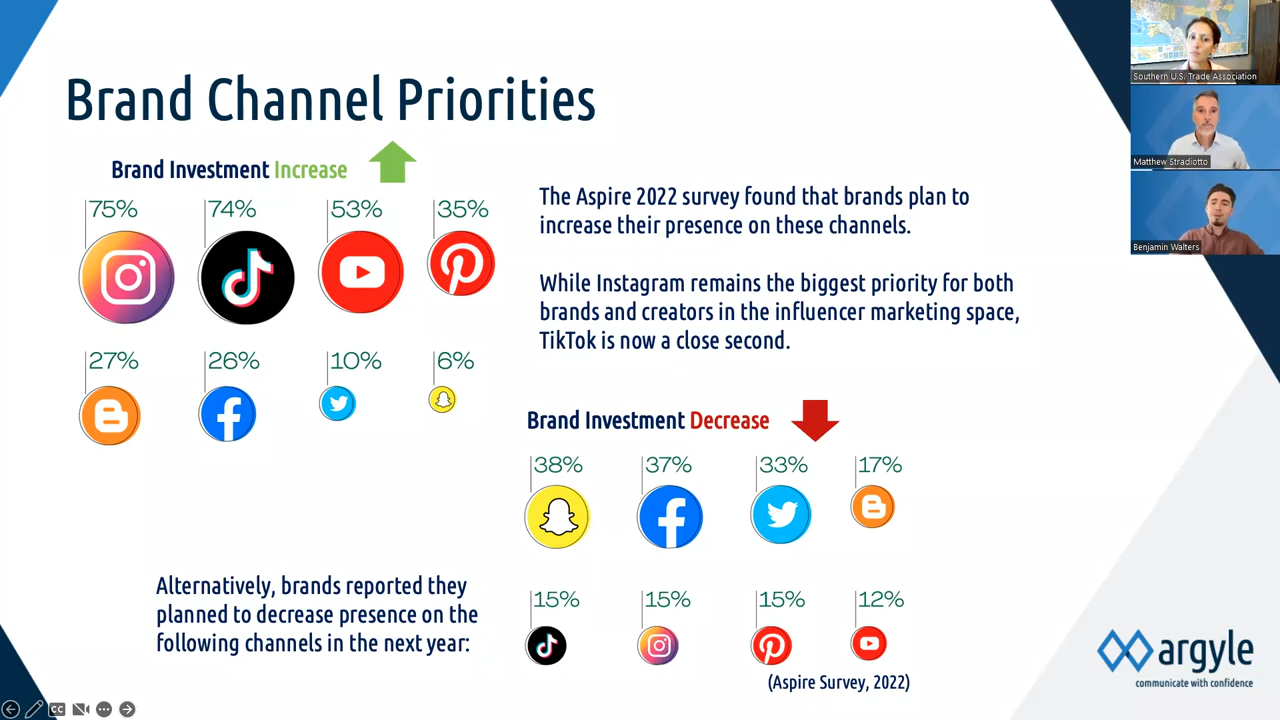 Brand Channel Priorities
Brand Investment Increase
75% 74% 53% 35%
27% 26% 10% 6%
The Aspire 2022 survey found that brands plan to
increase their presence on these channels.
While Instagram remains the biggest priority for both
brands and creators in the influencer marketing space,
TikTok is now a close second.
Brand Investment Decrease
38% 37% 33% 17%
15% 15% 15% 12%
Alternatively, brands reported they
planned to decrease presence on the
following channels in the next year:
(Aspire Survey, 2022)
argyle
communicate with confidence
Southern U.S. Trade Association
Matthew Stradiotto
Benjamin Walters
CC